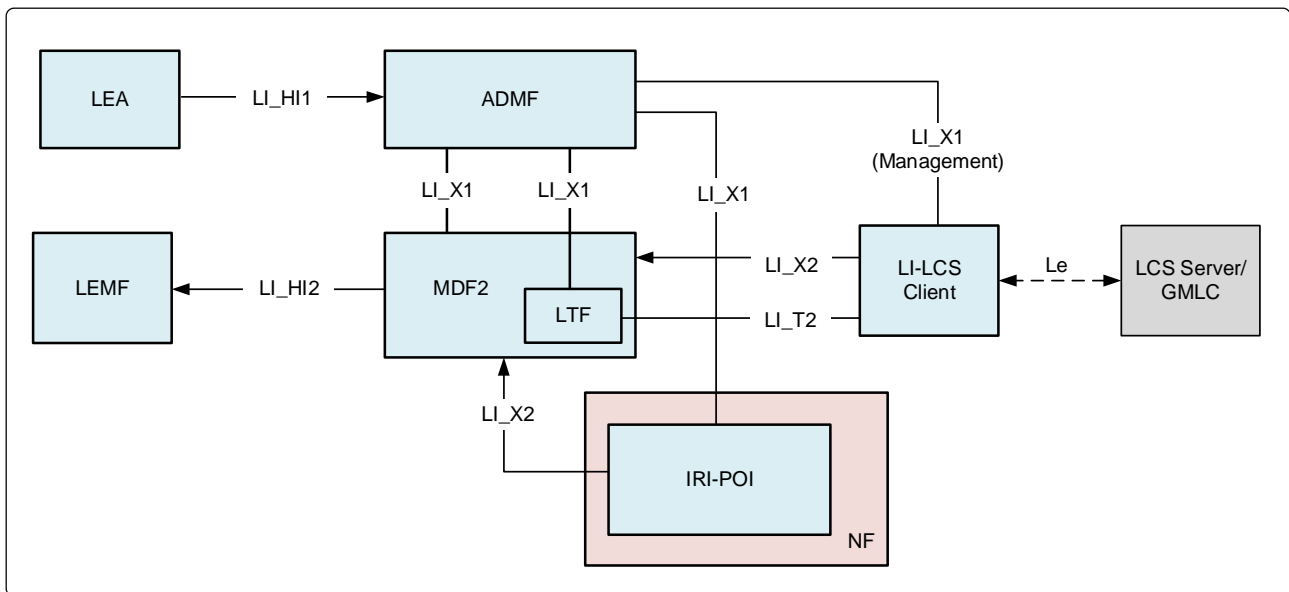 LEA
LI_HI1
ADMF
LI_X1
(Management)
LI_X1
LI_X1
LI_X1
LEMF
LI_HI2
MDF2
LTF
LI_X2
LI_T2
LI-LCS
Client
Le
LCS Server/
GMLC
LI_X2
IRI-POI
NF